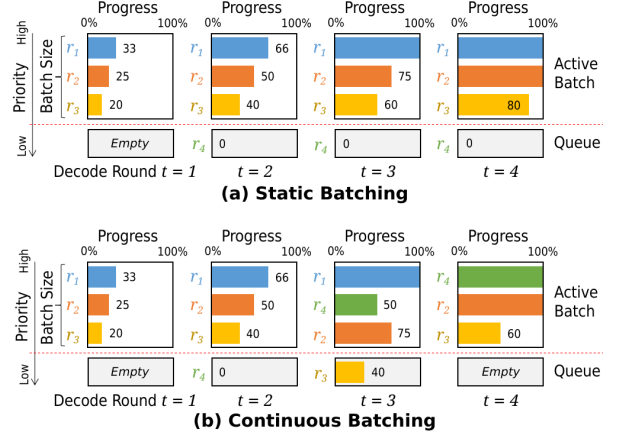 Progress Progress Progress Progress
0% 100% 0% 100% 0% 100% 0% 100%
High
Priority
Low
Batch Size
r1 33 r1 66 r1 r1
r2 25 r2 50 r2 75 r2
r3 20 r3 40 r3 60 r3 80
Active
Batch
Empty r4 0 r4 0 r4 0 Queue
Decode Round t = 1 t = 2 t = 3 t = 4
(a) Static Batching
Progress Progress Progress Progress
0% 100% 0% 100% 0% 100% 0% 100%
High
Priority
Low
Batch Size
r1 33 r1 66 r1 r4
r2 25 r2 50 r4 50 r2
r3 20 r3 40 r2 75 r3 60
Active
Batch
Empty r4 0 r3 40 Empty Queue
Decode Round t = 1 t = 2 t = 3 t = 4
(b) Continuous Batching